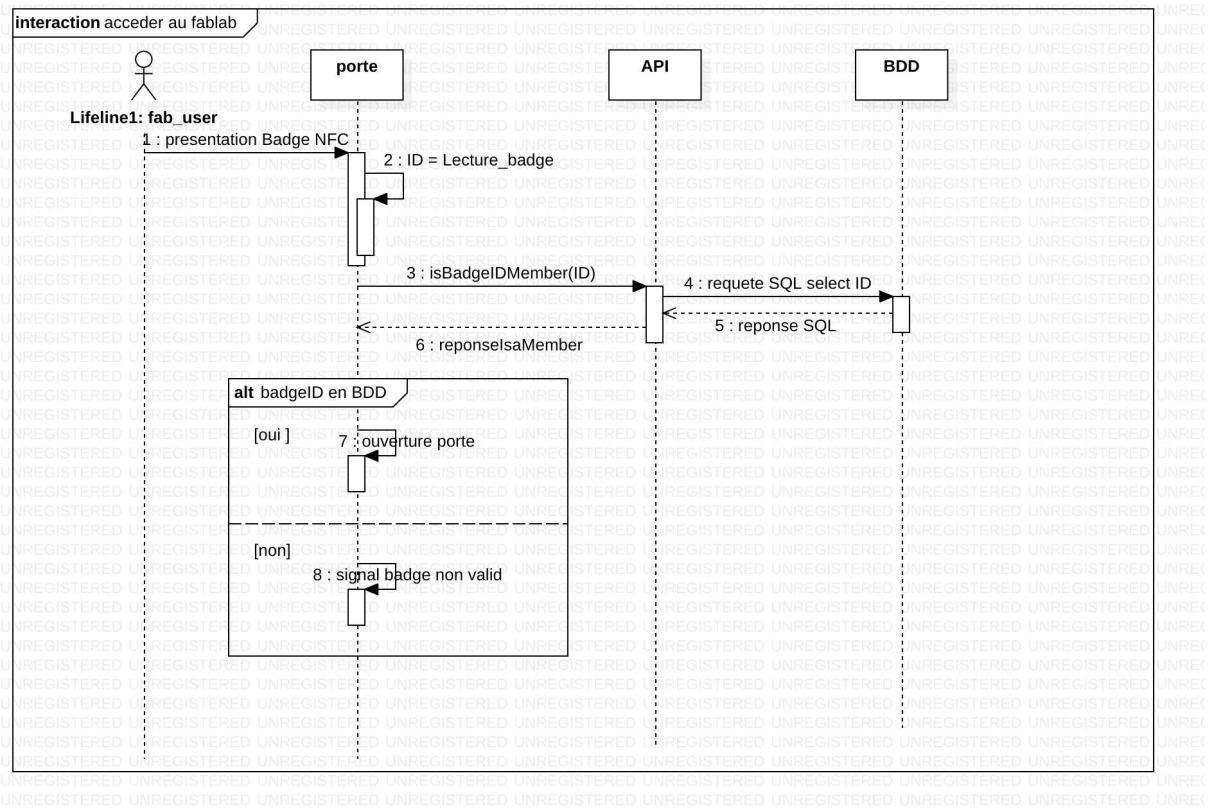 interaction acceder au fablab
porte
API
BDD
Lifeline1: fab_user
1 : presentation Badge NFC
2 : ID = Lecture_badge
3 : isBadgeIDMember(ID)
4 : requete SQL select ID
5 : reponse SQL
6 : reponseIsaMember
alt badgeID en BDD
[oui ]
7 : ouverture porte
[non]
8 : signal badge non valid
UNREGISTERED